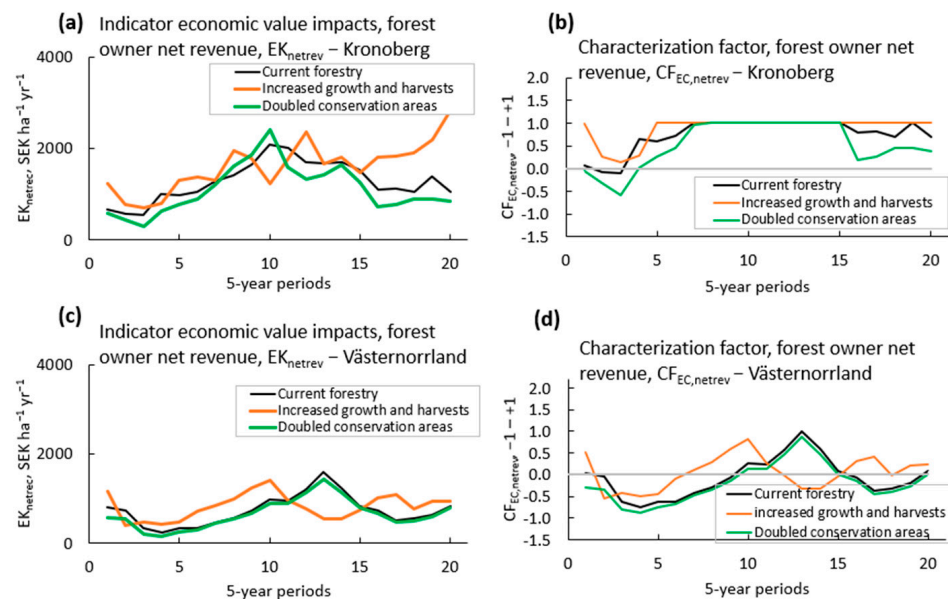 (a) Indicator economic value impacts, forest
owner net revenue, EKnetrev – Kronoberg
EKnetrec, SEK ha⁻¹ yr⁻¹
4000
2000
0
Current forestry
Increased growth and harvests
Doubled conservation areas
0 5 10 15 20
5-year periods
(b)
Characterization factor, forest owner net
revenue, CFEC,netrev – Kronoberg
CFEC,netrev, -1 – +1
2.0
1.5
1.0
0.5
0.0
-0.5
-1.0
-1.5
Current forestry
Increased growth and harvests
Doubled conservation areas
0 5 10 15 20
5-year periods
(c) Indicator economic value impacts, forest
owner net revenue, EKnetrev – Västernorrland
EKnetrec, SEK ha⁻¹ yr⁻¹
4000
2000
0
Current forestry
Increased growth and harvests
Doubled conservation areas
0 5 10 15 20
5-year periods
(d)
Characterization factor, forest owner net
revenue, CFEC,netrev – Västernorrland
CFEC,netrev, -1 – +1
2.0
1.5
1.0
0.5
0.0
-0.5
-1.0
-1.5
Current forestry
increased growth and harvests
Doubled conservation areas
0 5 10 15 20
5-year periods